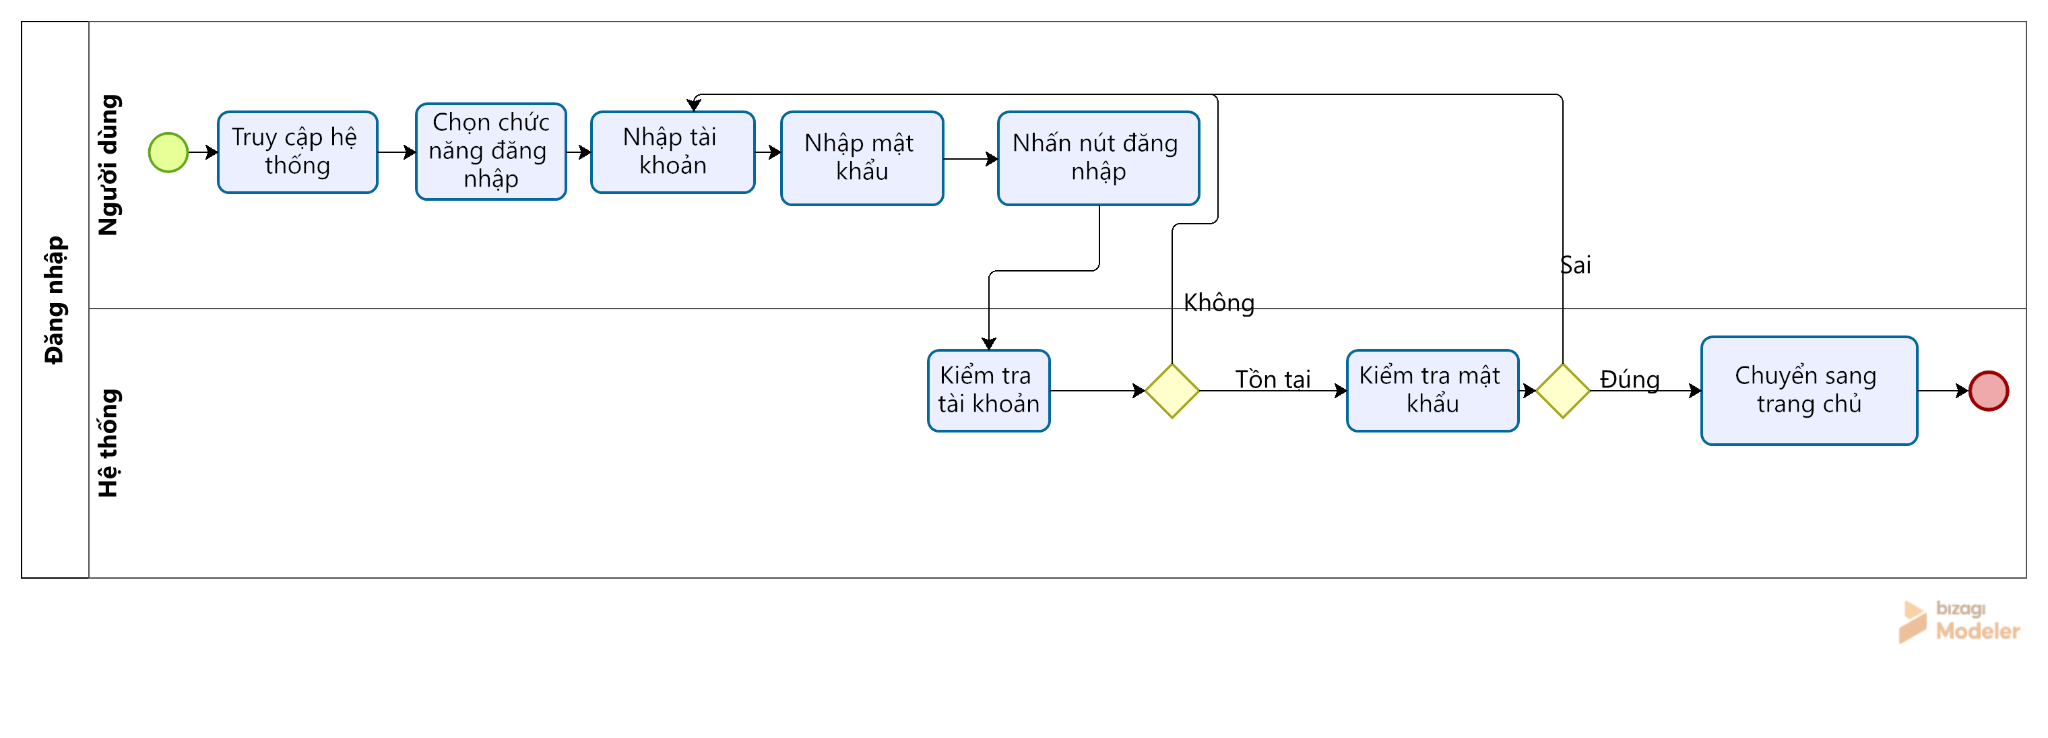 Đăng nhập
Người dùng
Truy cập hệ
thống
Chọn chức
năng đăng
nhập
Nhập tài
khoản
Nhập mật
khẩu
Nhấn nút đăng
nhập
Sai
Không
Hệ thống
Kiểm tra
tài khoản
Tồn tại
Kiểm tra mật
khẩu
Đúng
Chuyển sang
trang chủ
bizagi
Modeler